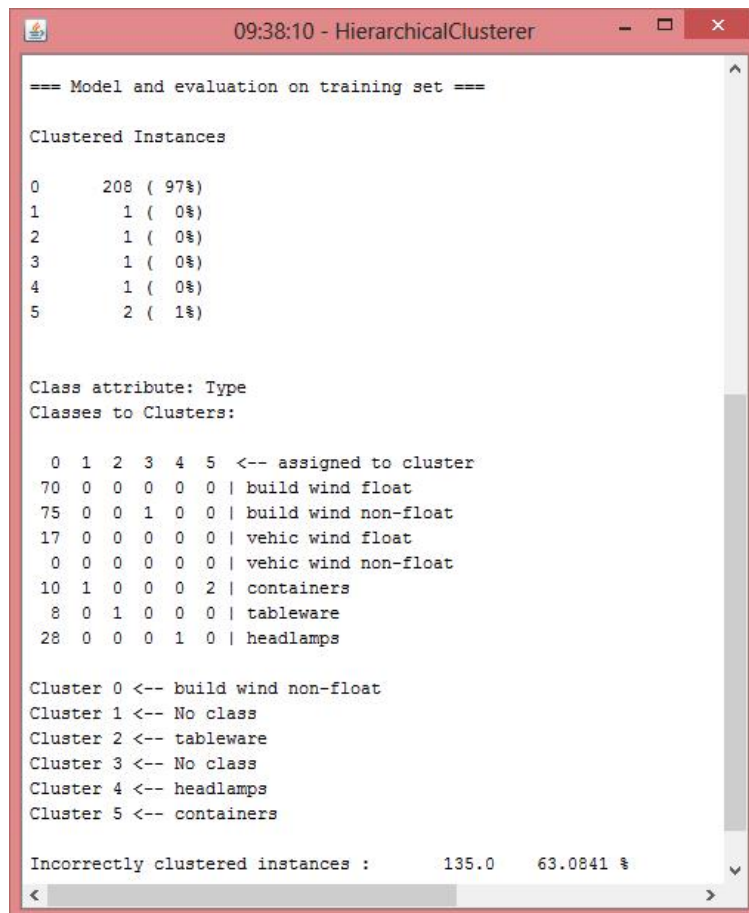 09:38:10 - HierarchicalClusterer
=== Model and evaluation on training set ===
Clustered Instances
0 208 ( 97%)
1 1 ( 0%)
2 1 ( 0%)
3 1 ( 0%)
4 1 ( 0%)
5 2 ( 1%)
Class attribute: Type
Classes to Clusters:
0 1 2 3 4 5 <-- assigned to cluster
70 0 0 0 0 0 | build wind float
75 0 0 1 0 0 | build wind non-float
17 0 0 0 0 0 | vehic wind float
0 0 0 0 0 0 | vehic wind non-float
10 1 0 0 0 2 | containers
8 0 1 0 0 0 | tableware
28 0 0 0 1 0 | headlamps
Cluster 0 <-- build wind non-float
Cluster 1 <-- No class
Cluster 2 <-- tableware
Cluster 3 <-- No class
Cluster 4 <-- headlamps
Cluster 5 <-- containers
Incorrectly clustered instances : 135.0 63.0841 %